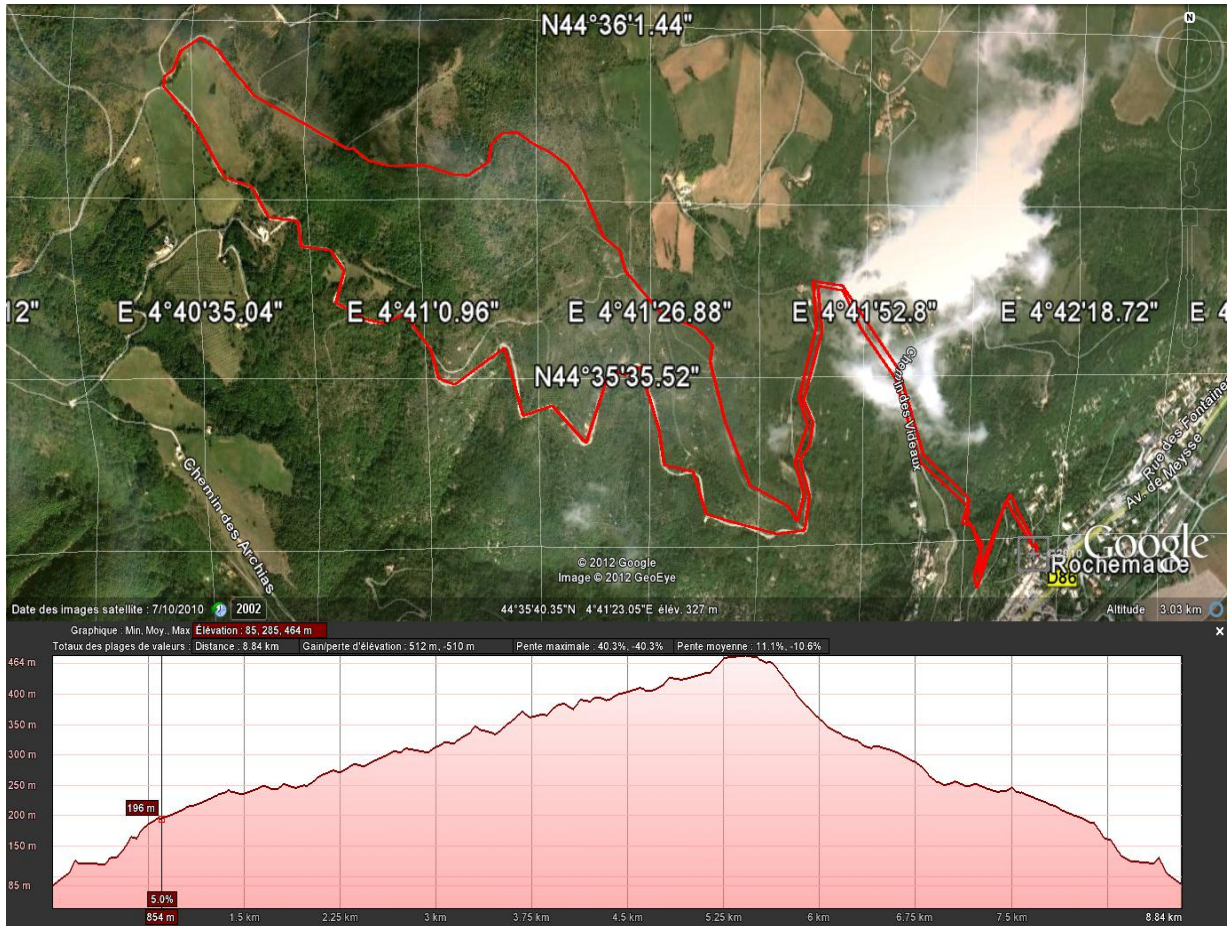 N44°36'1.44"
N
12" E 4°40'35.04" E 4°41'0.96" E 4°41'26.88" E 4°41'52.8" E 4°42'18.72" E 4
N44°35'35.52"
Chemin des Videaux
Rue des Fontaine
Av. de Meysse
Chemin des Archias
Google
Rochemaure
D86
© 2012 Google
Image © 2012 GeoEye
Date des images satellite : 7/10/2010 2002 44°35'40.35"N 4°41'23.05"E élév. 327 m Altitude 3.03 km
Graphique : Min, Moy., Max Élévation : 85, 285, 464 m
Totaux des plages de valeurs : Distance : 8.84 km Gain/perte d'élévation : 512 m, -510 m Pente maximale : 40.3%, -40.3% Pente moyenne : 11.1%, -10.6%
464 m
400 m
350 m
300 m
250 m
200 m
150 m
85 m
196 m
5.0%
854 m 1.5 km 2.25 km 3 km 3.75 km 4.5 km 5.25 km 6 km 6.75 km 7.5 km 8.84 km